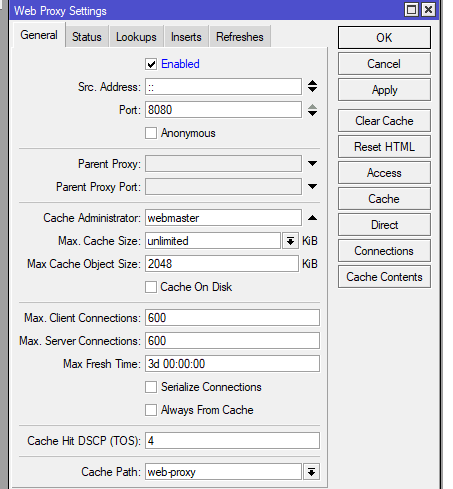 Web Proxy Settings
General Status Lookups Inserts Refreshes
Enabled
Src. Address: ::
Port: 8080
Anonymous
Parent Proxy:
Parent Proxy Port:
Cache Administrator: webmaster
Max. Cache Size: unlimited KiB
Max Cache Object Size: 2048 KiB
Cache On Disk
Max. Client Connections: 600
Max. Server Connections: 600
Max Fresh Time: 3d 00:00:00
Serialize Connections
Always From Cache
Cache Hit DSCP (TOS): 4
Cache Path: web-proxy
OK
Cancel
Apply
Clear Cache
Reset HTML
Access
Cache
Direct
Connections
Cache Contents